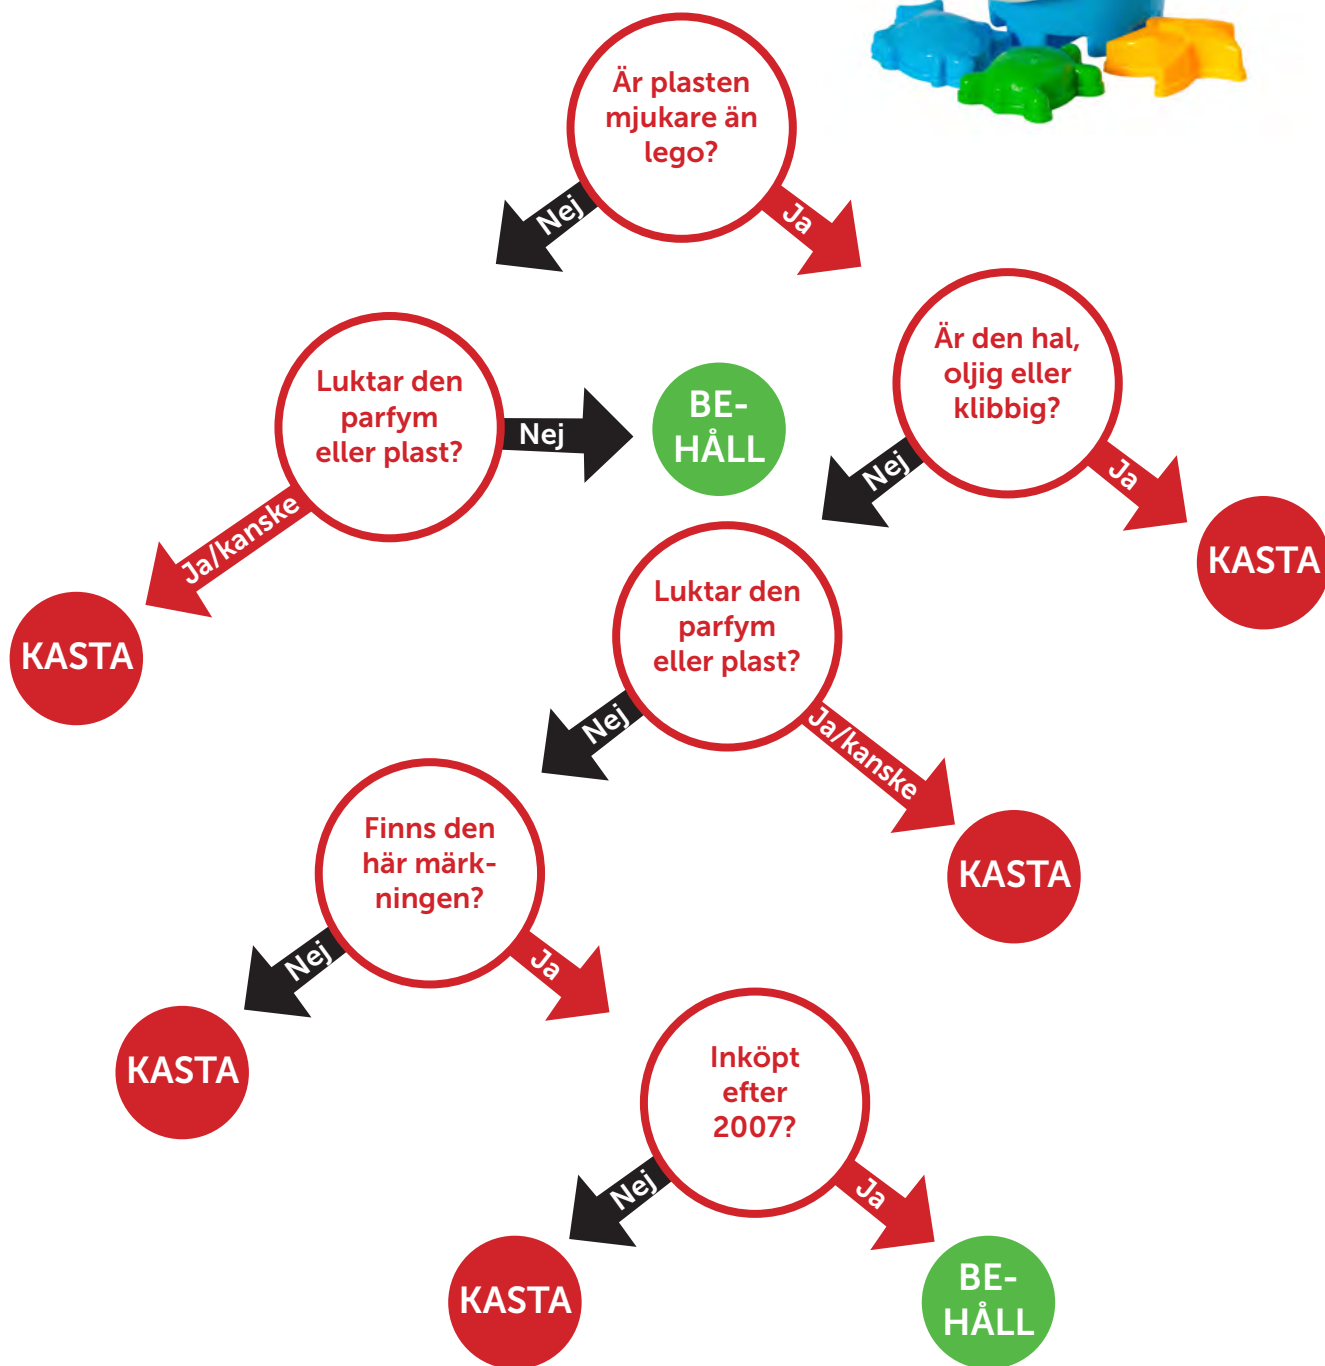 Är plasten
mjukare än
lego?
Nej
Ja
Luktar den
parfym
eller plast?
Nej
BE-
HÅLL
Ja/kanske
KASTA
Är den hal,
oljig eller
klibbig?
Nej
Ja
KASTA
Luktar den
parfym
eller plast?
Nej
Ja/kanske
KASTA
Finns den
här märk-
ningen?
Nej
Ja
KASTA
Inköpt
efter
2007?
Nej
Ja
KASTA
BE-
HÅLL